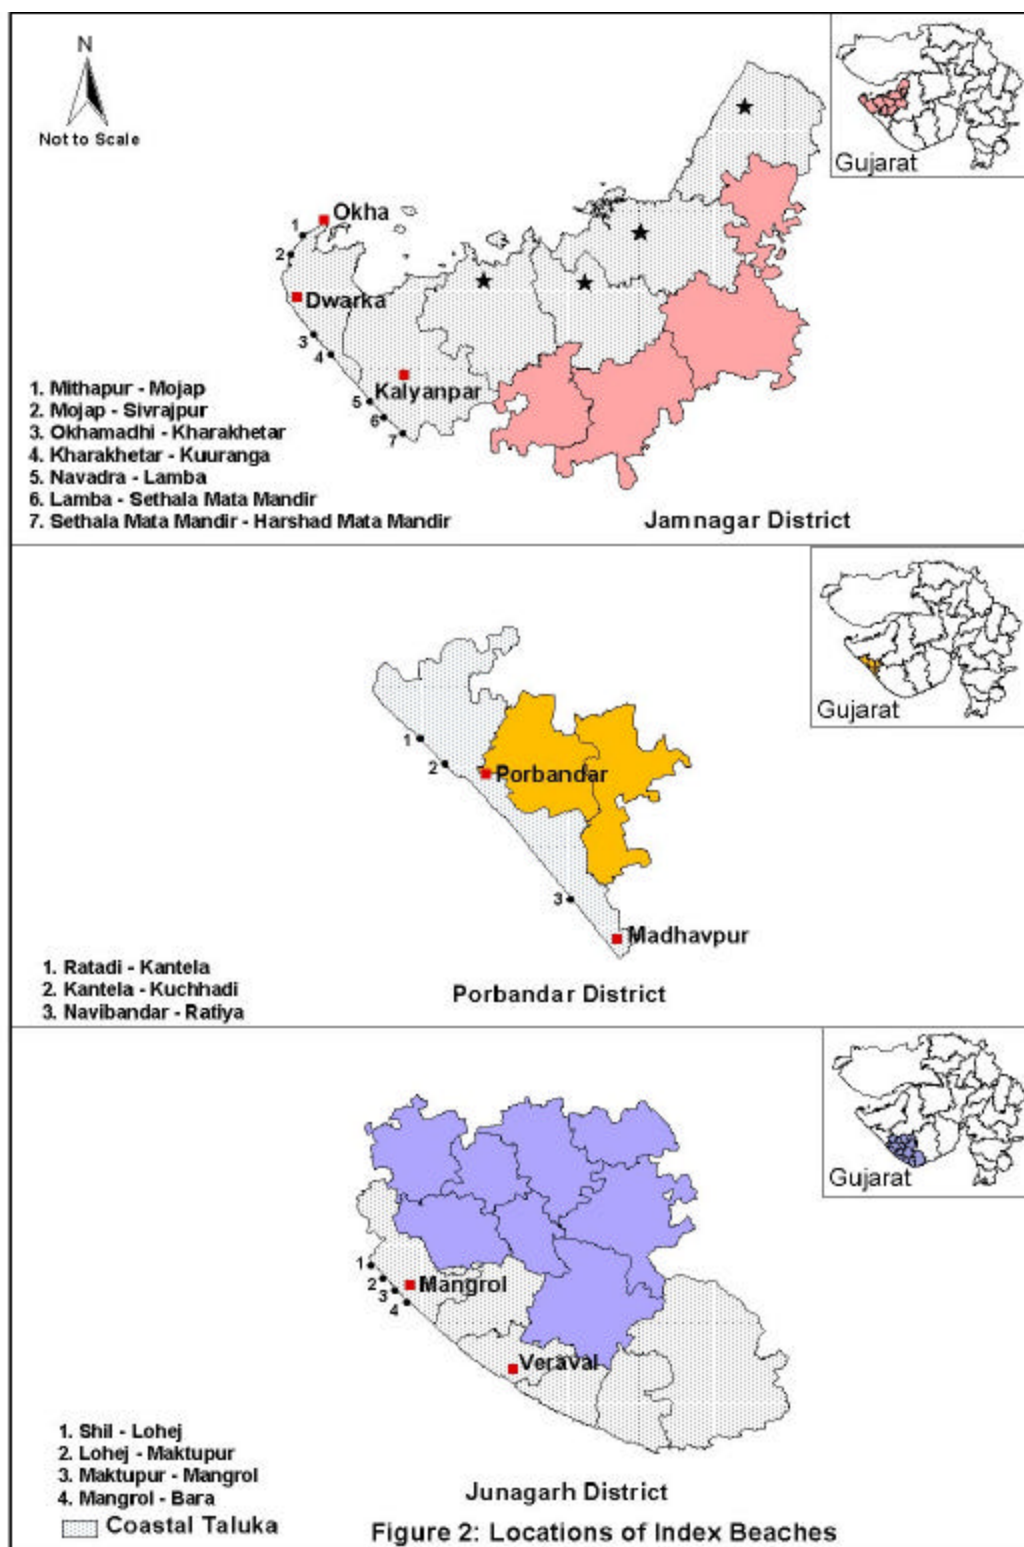 N
Not to Scale
Gujarat
Okha
1
2
Dwarka
3
4
Kalyanpar
5
6
7
1. Mithapur - Mojap
2. Mojap - Sivrajpur
3. Okhamadhi - Kharakhetar
4. Kharakhetar - Kuuranga
5. Navadra - Lamba
6. Lamba - Sethala Mata Mandir
7. Sethala Mata Mandir - Harshad Mata Mandir
Jamnagar District
Gujarat
1
2
Porbandar
3
Madhavpur
1. Ratadi - Kantela
2. Kantela - Kuchhadi
3. Navibandar - Ratiya
Porbandar District
Gujarat
1
2
3
4
Mangrol
Veraval
1. Shil - Lohej
2. Lohej - Maktupur
3. Maktupur - Mangrol
4. Mangrol - Bara
Coastal Taluka
Junagarh District
Figure 2: Locations of Index Beaches